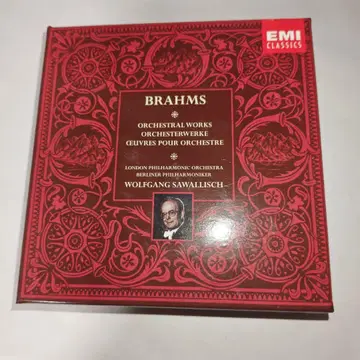 EMI
CLASSICS
BRAHMS
ORCHESTRAL WORKS
ORCHESTERWERKE
ŒUVRES POUR ORCHESTRE
LONDON PHILHARMONIC ORCHESTRA
BERLINER PHILHARMONIKER
WOLFGANG SAWALLISCH